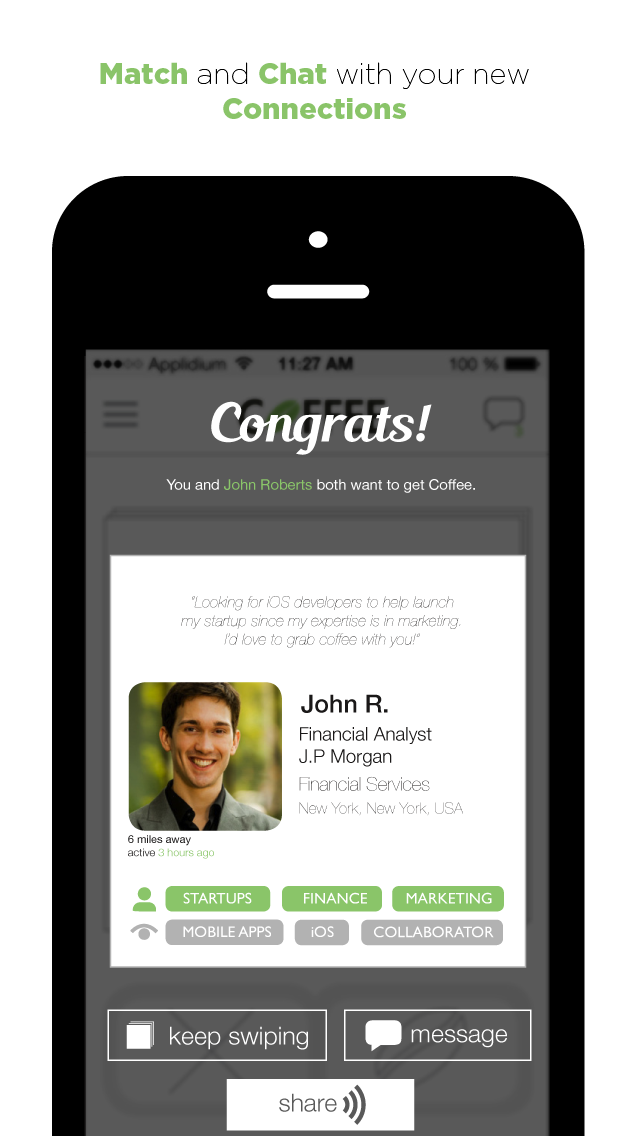 Match and Chat with your new
Connections
Applidium 11:27 AM 100 %
COFFEE
Congrats!
You and John Roberts both want to get Coffee.
"Looking for iOS developers to help launch
my startup since my expertise is in marketing.
I'd love to grab coffee with you!"
John R.
Financial Analyst
J.P Morgan
Financial Services
New York, New York, USA
6 miles away
active 3 hours ago
STARTUPS FINANCE MARKETING
MOBILE APPS iOS COLLABORATOR
keep swiping message
share